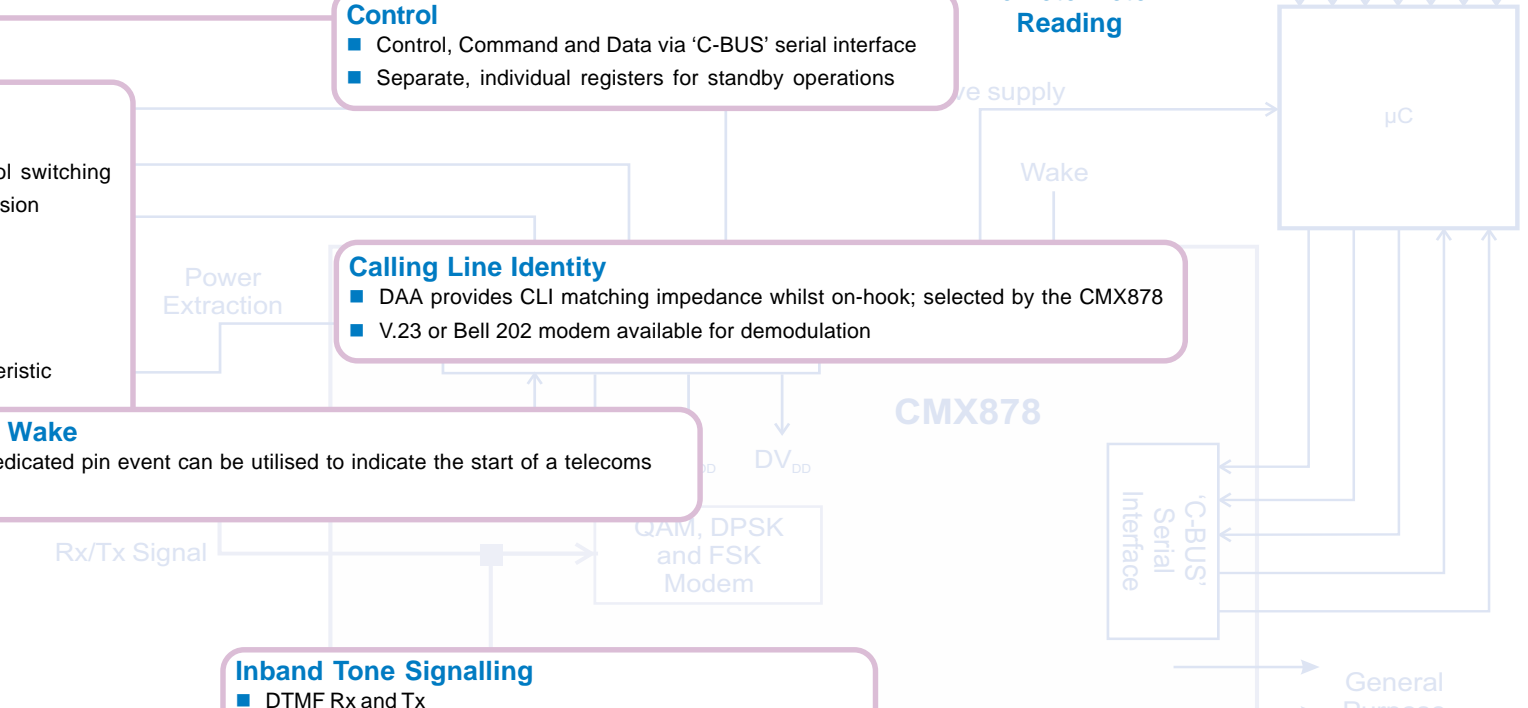 Control
■ Control, Command and Data via ‘C-BUS’ serial interface
■ Separate, individual registers for standby operations
Reading
ve supply
µC
Wake
ol switching
sion
Power
Extraction
Calling Line Identity
■ DAA provides CLI matching impedance whilst on-hook; selected by the CMX878
■ V.23 or Bell 202 modem available for demodulation
eristic
CMX878
Wake
edicated pin event can be utilised to indicate the start of a telecoms
DD
DVDD
Rx/Tx Signal
QAM, DPSK
and FSK
Modem
‘C-BUS’
Serial
Interface
Inband Tone Signalling
■ DTMF Rx and Tx
General